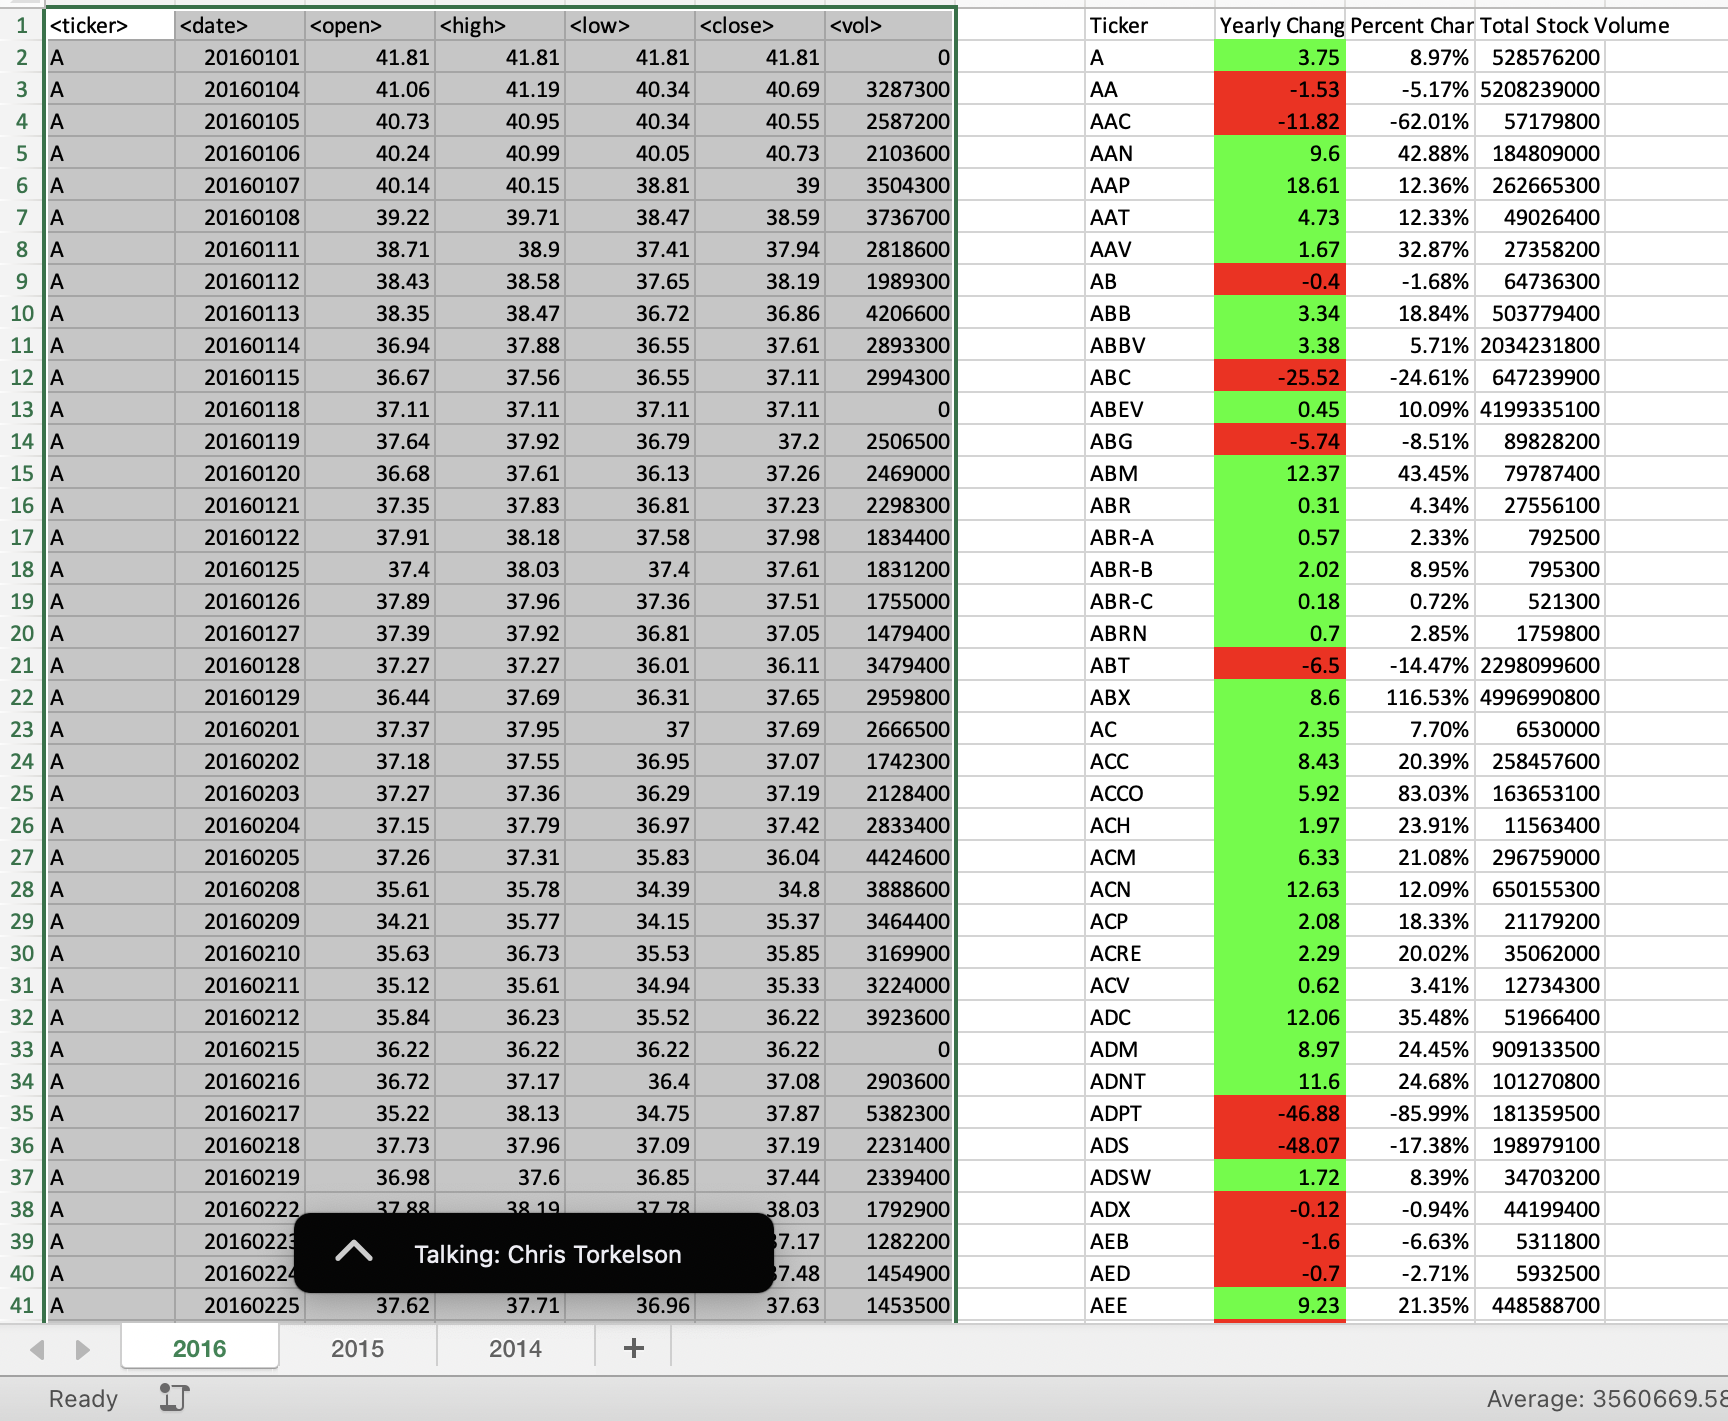 1 <ticker> <date> <open> <high> <low> <close> <vol> Ticker Yearly Chang Percent Char Total Stock Volume
2 A 20160101 41.81 41.81 41.81 41.81 0 A 3.75 8.97% 528576200
3 A 20160104 41.06 41.19 40.34 40.69 3287300 AA -1.53 -5.17% 5208239000
4 A 20160105 40.73 40.95 40.34 40.55 2587200 AAC -11.82 -62.01% 57179800
5 A 20160106 40.24 40.99 40.05 40.73 2103600 AAN 9.6 42.88% 184809000
6 A 20160107 40.14 40.15 38.81 39 3504300 AAP 18.61 12.36% 262665300
7 A 20160108 39.22 39.71 38.47 38.59 3736700 AAT 4.73 12.33% 49026400
8 A 20160111 38.71 38.9 37.41 37.94 2818600 AAV 1.67 32.87% 27358200
9 A 20160112 38.43 38.58 37.65 38.19 1989300 AB -0.4 -1.68% 64736300
10 A 20160113 38.35 38.47 36.72 36.86 4206600 ABB 3.34 18.84% 503779400
11 A 20160114 36.94 37.88 36.55 37.61 2893300 ABBV 3.38 5.71% 2034231800
12 A 20160115 36.67 37.56 36.55 37.11 2994300 ABC -25.52 -24.61% 647239900
13 A 20160118 37.11 37.11 37.11 37.11 0 ABEV 0.45 10.09% 4199335100
14 A 20160119 37.64 37.92 36.79 37.2 2506500 ABG -5.74 -8.51% 89828200
15 A 20160120 36.68 37.61 36.13 37.26 2469000 ABM 12.37 43.45% 79787400
16 A 20160121 37.35 37.83 36.81 37.23 2298300 ABR 0.31 4.34% 27556100
17 A 20160122 37.91 38.18 37.58 37.98 1834400 ABR-A 0.57 2.33% 792500
18 A 20160125 37.4 38.03 37.4 37.61 1831200 ABR-B 2.02 8.95% 795300
19 A 20160126 37.89 37.96 37.36 37.51 1755000 ABR-C 0.18 0.72% 521300
20 A 20160127 37.39 37.92 36.81 37.05 1479400 ABRN 0.7 2.85% 1759800
21 A 20160128 37.27 37.27 36.01 36.11 3479400 ABT -6.5 -14.47% 2298099600
22 A 20160129 36.44 37.69 36.31 37.65 2959800 ABX 8.6 116.53% 4996990800
23 A 20160201 37.37 37.95 37 37.69 2666500 AC 2.35 7.70% 6530000
24 A 20160202 37.18 37.55 36.95 37.07 1742300 ACC 8.43 20.39% 258457600
25 A 20160203 37.27 37.36 36.29 37.19 2128400 ACCO 5.92 83.03% 163653100
26 A 20160204 37.15 37.79 36.97 37.42 2833400 ACH 1.97 23.91% 11563400
27 A 20160205 37.26 37.31 35.83 36.04 4424600 ACM 6.33 21.08% 296759000
28 A 20160208 35.61 35.78 34.39 34.8 3888600 ACN 12.63 12.09% 650155300
29 A 20160209 34.21 35.77 34.15 35.37 3464400 ACP 2.08 18.33% 21179200
30 A 20160210 35.63 36.73 35.53 35.85 3169900 ACRE 2.29 20.02% 35062000
31 A 20160211 35.12 35.61 34.94 35.33 3224000 ACV 0.62 3.41% 12734300
32 A 20160212 35.84 36.23 35.52 36.22 3923600 ADC 12.06 35.48% 51966400
33 A 20160215 36.22 36.22 36.22 36.22 0 ADM 8.97 24.45% 909133500
34 A 20160216 36.72 37.17 36.4 37.08 2903600 ADNT 11.6 24.68% 101270800
35 A 20160217 35.22 38.13 34.75 37.87 5382300 ADPT -46.88 -85.99% 181359500
36 A 20160218 37.73 37.96 37.09 37.19 2231400 ADS -48.07 -17.38% 198979100
37 A 20160219 36.98 37.6 36.85 37.44 2339400 ADSW 1.72 8.39% 34703200
38 A 20160222 37.88 38.19 37.78 38.03 1792900 ADX -0.12 -0.94% 44199400
39 A 20160223 7.17 1282200 AEB -1.6 -6.63% 5311800
Talking: Chris Torkelson
40 A 20160224 37.48 1454900 AED -0.7 -2.71% 5932500
41 A 20160225 37.62 37.71 36.96 37.63 1453500 AEE 9.23 21.35% 448588700
2016 2015 2014 +
Ready Average: 3560669.58